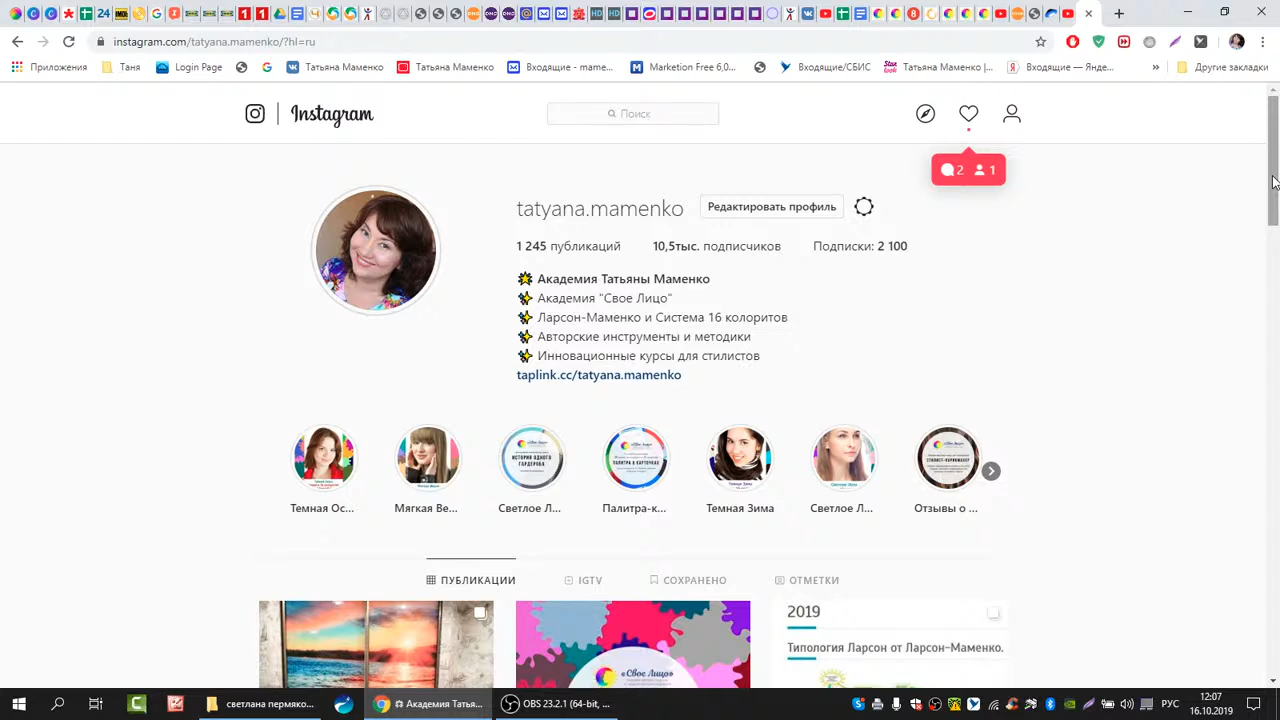 instagram.com/tatyana.mamenko/?hl=ru
Приложения
Таня
Login Page
Татьяна Маменко
Татьяна Маменко
Входящие - mame...
Marketion Free 6,0...
Входящие/СБИС
Татьяна Маменко |...
Входящие — Янде...
»
Другие закладки
Instagram
Поиск
2 1
tatyana.mamenko
Редактировать профиль
1 245 публикаций
10,5тыс. подписчиков
Подписки: 2 100
Академия Татьяны Маменко
Академия "Свое Лицо"
Ларсон-Маменко и Система 16 колоритов
Авторские инструменты и методики
Инновационные курсы для стилистов
taplink.cc/tatyana.mamenko
ИСТОРИЯ ОДНОГО
ГАРДЕРОБА
ПАЛИТРА В КАРТОЧКАХ
Темная Ос...
Мягкая Ве...
Светлое Л...
Палитра-к...
Темная Зима
Светлое Л...
Отзывы о ...
ПУБЛИКАЦИИ
IGTV
СОХРАНЕНО
ОТМЕТКИ
«Свое Лицо»
2019
Типология Ларсон от Ларсон-Маменко.
светлана пермяко...
Академия Татья...
OBS 23.2.1 (64-bit, ...
РУС
12:07
16.10.2019